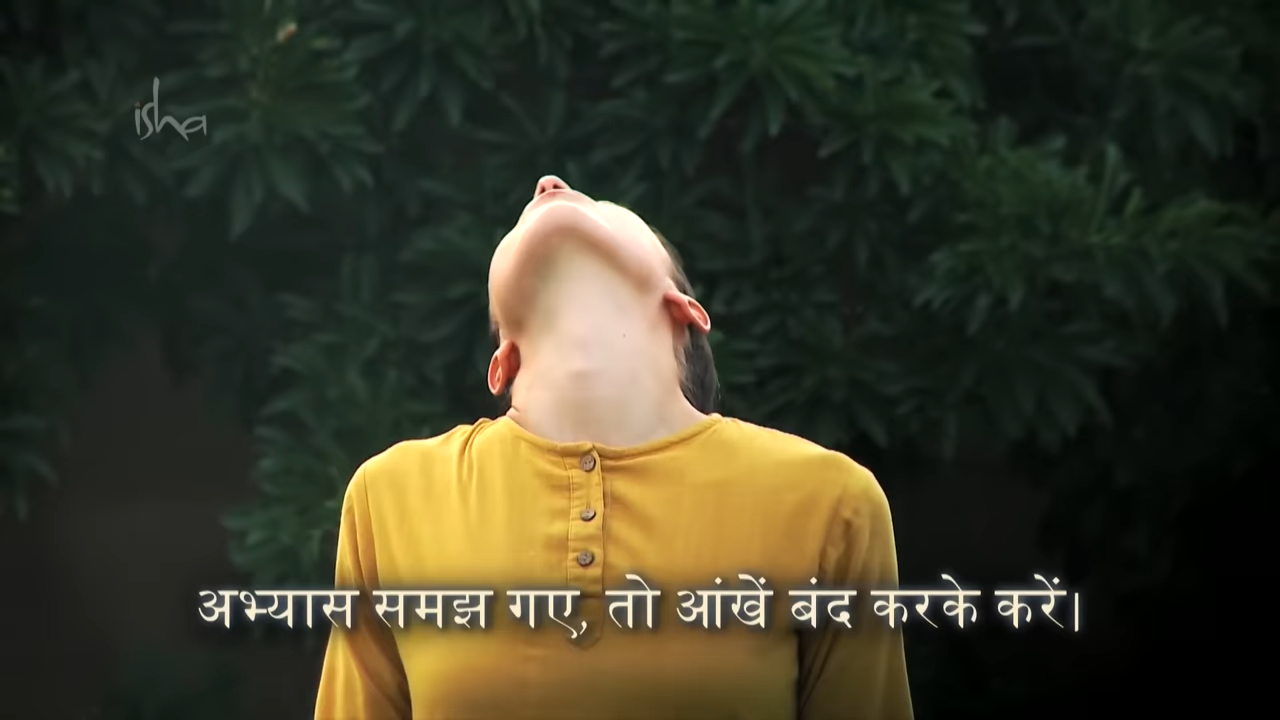 isha
अभ्यास समझ गए, तो आंखें बंद करके करें।